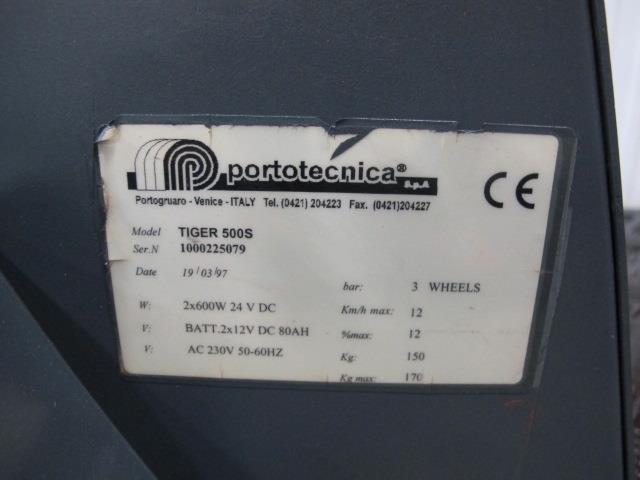 portotecnica® s.p.a
CE
Portogruaro - Venice - ITALY Tel. (0421) 204223 Fax. (0421)204227
Model TIGER 500S
Ser.N 1000225079
Date 19/03/97
bar: 3 WHEELS
W: 2x600W 24 V DC Km/h max: 12
V: BATT.2x12V DC 80AH %max: 12
V: AC 230V 50-60HZ Kg: 150
Kg max: 170